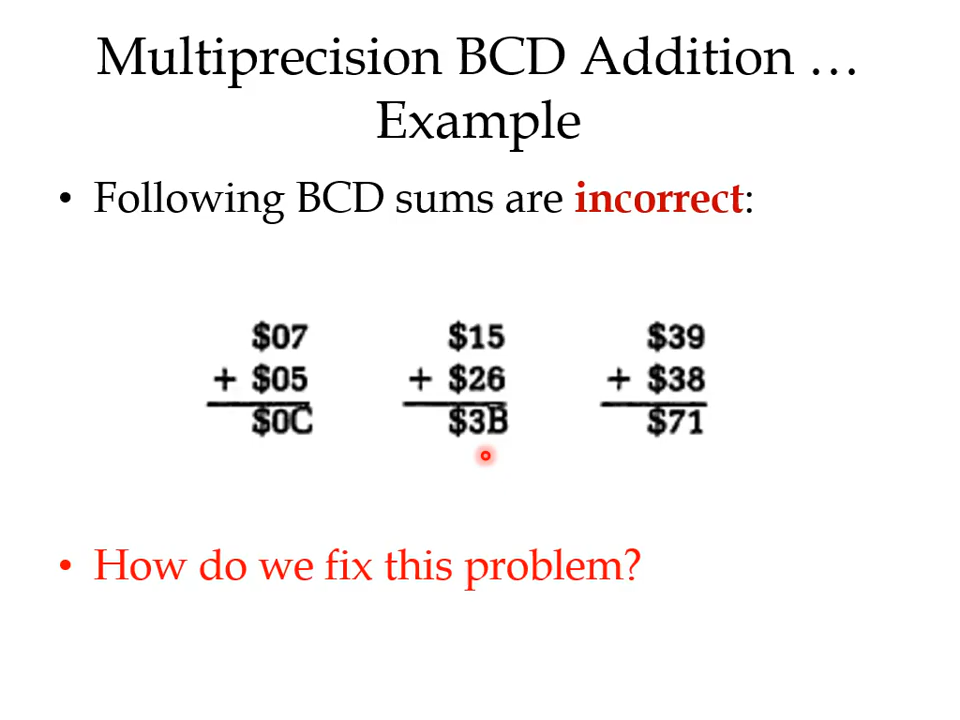 Multiprecision BCD Addition …
Example
• Following BCD sums are incorrect:
$07 $15 $39
+ $05 + $26 + $38
$0C $3B $71
• How do we fix this problem?